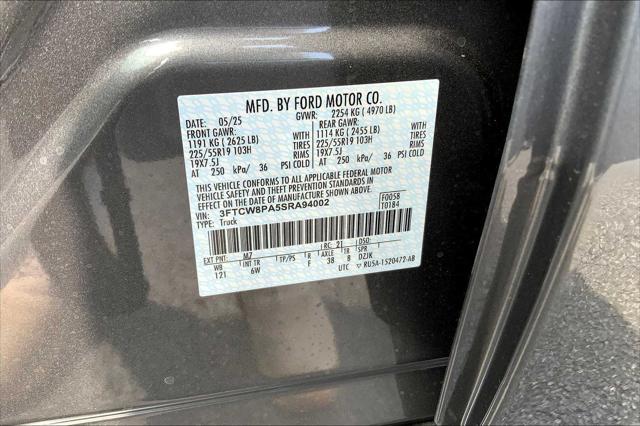 MFD. BY FORD MOTOR CO.
DATE: 05/25 GVWR: 2254 KG ( 4970 LB)
FRONT GAWR: REAR GAWR:
1191 KG ( 2625 LB) WITH 1114 KG ( 2455 LB) WITH
225/55R19 103H TIRES 225/55R19 103H TIRES
19X7.5J RIMS 19X7.5J RIMS
AT 250 kPa/ 36 PSI COLD AT 250 kPa/ 36 PSI COLD
THIS VEHICLE CONFORMS TO ALL APPLICABLE FEDERAL MOTOR
VEHICLE SAFETY AND THEFT PREVENTION STANDARDS IN
EFFECT ON THE DATE OF MANUFACTURE SHOWN ABOVE.
VIN: 3FTCW8PA5SRA94002 F0058
TYPE: Truck T0184
EXT PNT: M7 RC: 21 DSO:
WB INT TR TP/PS R AXLE TR SPR
121 6W F 38 B DZJK
UTC RU5A-1520472-AB